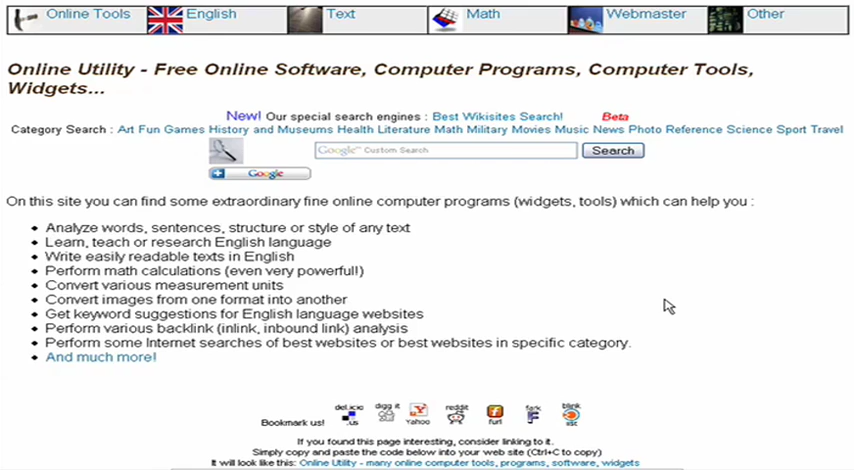 Online Tools English Text Math Webmaster Other
Online Utility - Free Online Software, Computer Programs, Computer Tools,
Widgets...
New! Our special search engines : Best Wikisites Search! Beta
Category Search : Art Fun Games History and Museums Health Literature Math Military Movies Music News Photo Reference Science Sport Travel
Google™ Custom Search Search
Google
On this site you can find some extraordinary fine online computer programs (widgets, tools) which can help you :
Analyze words, sentences, structure or style of any text
Learn, teach or research English language
Write easily readable texts in English
Perform math calculations (even very powerful!)
Convert various measurement units
Convert images from one format into another
Get keyword suggestions for English language websites
Perform various backlink (inlink, inbound link) analysis
Perform some Internet searches of best websites or best websites in specific category.
And much more!
Bookmark us! del.icio.us digg it Yahoo reddit furl fark blink list
If you found this page interesting, consider linking to it.
Simply copy and paste the code below into your web site (Ctrl+C to copy)
It will look like this: Online Utility - many online computer tools, programs, software, widgets